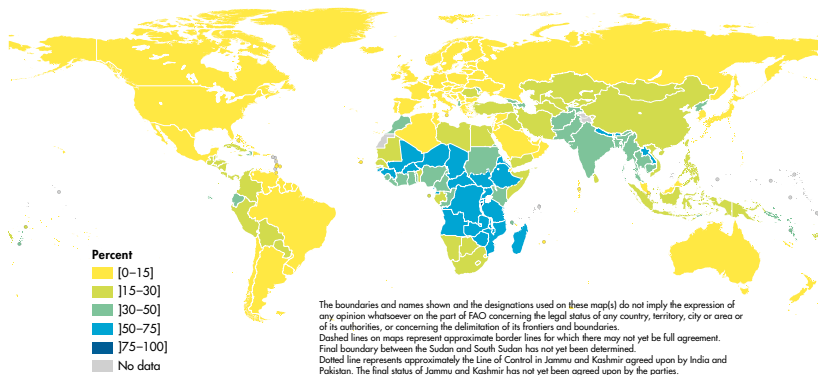 Percent
]0–15]
]15–30]
]30–50]
]50–75]
]75–100]
No data
The boundaries and names shown and the designations used on these map(s) do not imply the expression of
any opinion whatsoever on the part of FAO concerning the legal status of any country, territory, city or area or
of its authorities, or concerning the delimitation of its frontiers and boundaries.
Dashed lines on maps represent approximate border lines for which there may not yet be full agreement.
Final boundary between the Sudan and South Sudan has not yet been determined.
Dotted line represents approximately the Line of Control in Jammu and Kashmir agreed upon by India and
Pakistan. The final status of Jammu and Kashmir has not yet been agreed upon by the parties.